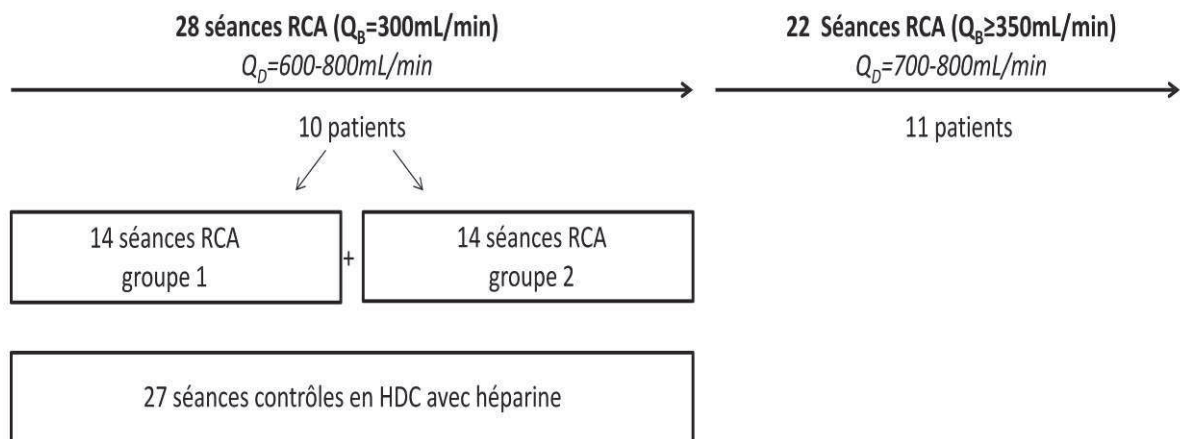 28 séances RCA (QB=300mL/min)
QD=600-800mL/min
10 patients
14 séances RCA
groupe 1
+
14 séances RCA
groupe 2
27 séances contrôles en HDC avec héparine
22 Séances RCA (QB≥350mL/min)
QD=700-800mL/min
11 patients